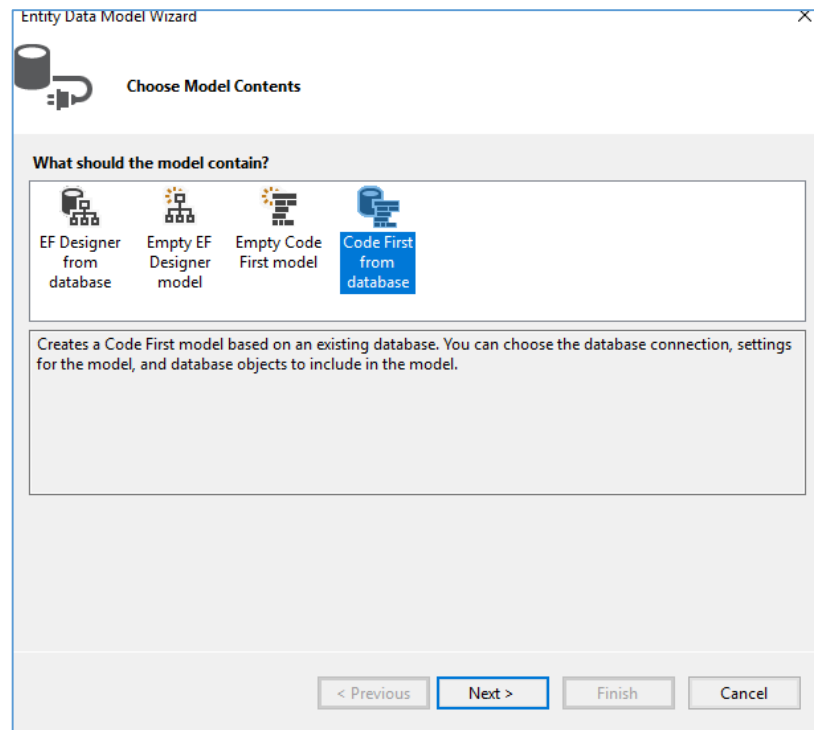 Entity Data Model Wizard
Choose Model Contents
What should the model contain?
EF Designer
from
database
Empty EF
Designer
model
Empty Code
First model
Code First
from
database
Creates a Code First model based on an existing database. You can choose the database connection, settings
for the model, and database objects to include in the model.
< Previous
Next >
Finish
Cancel